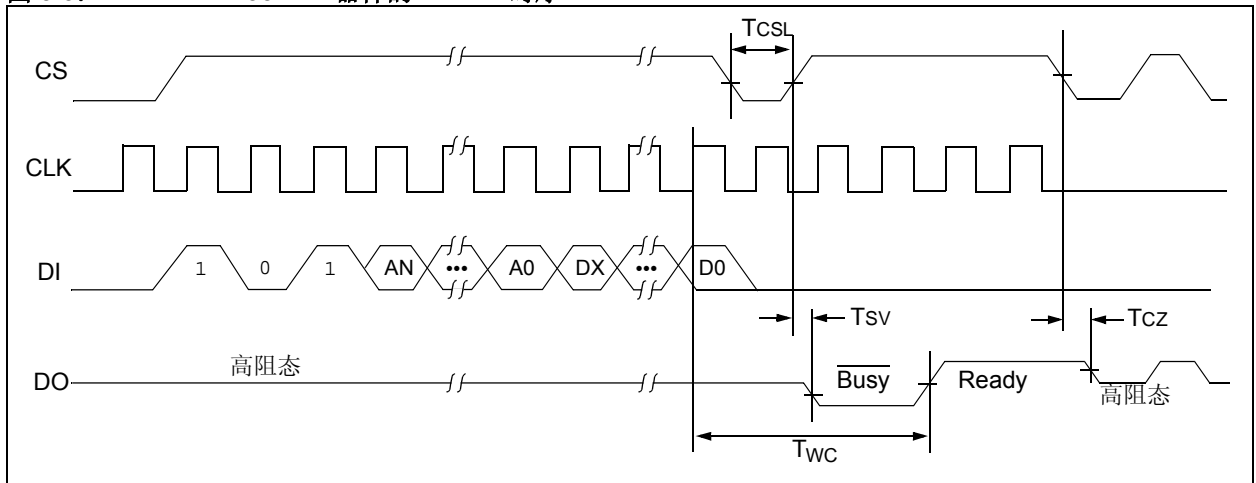 TCSL
CS
CLK
DI 1 0 1 AN ••• A0 DX ••• D0
TSV TCZ
DO 高阻态 Busy Ready 高阻态
TWC